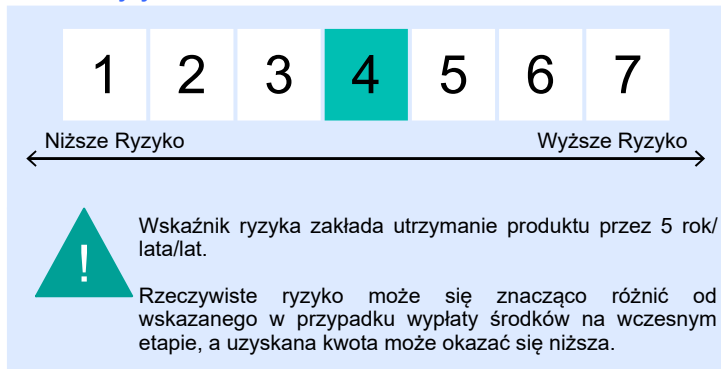 1 2 3 4 5 6 7
Niższe Ryzyko Wyższe Ryzyko
!
Wskaźnik ryzyka zakłada utrzymanie produktu przez 5 rok/
lata/lat.
Rzeczywiste ryzyko może się znacząco różnić od
wskazanego w przypadku wypłaty środków na wczesnym
etapie, a uzyskana kwota może okazać się niższa.